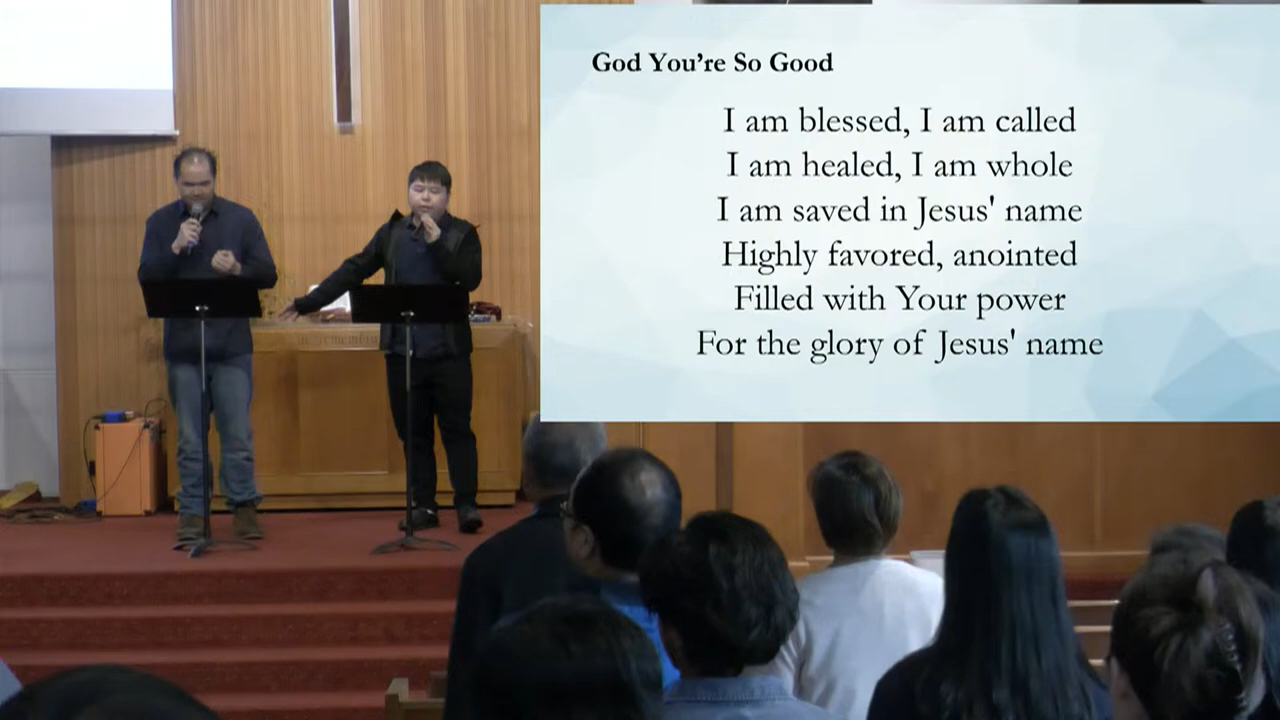 God You're So Good
I am blessed, I am called
I am healed, I am whole
I am saved in Jesus' name
Highly favored, anointed
Filled with Your power
For the glory of Jesus' name